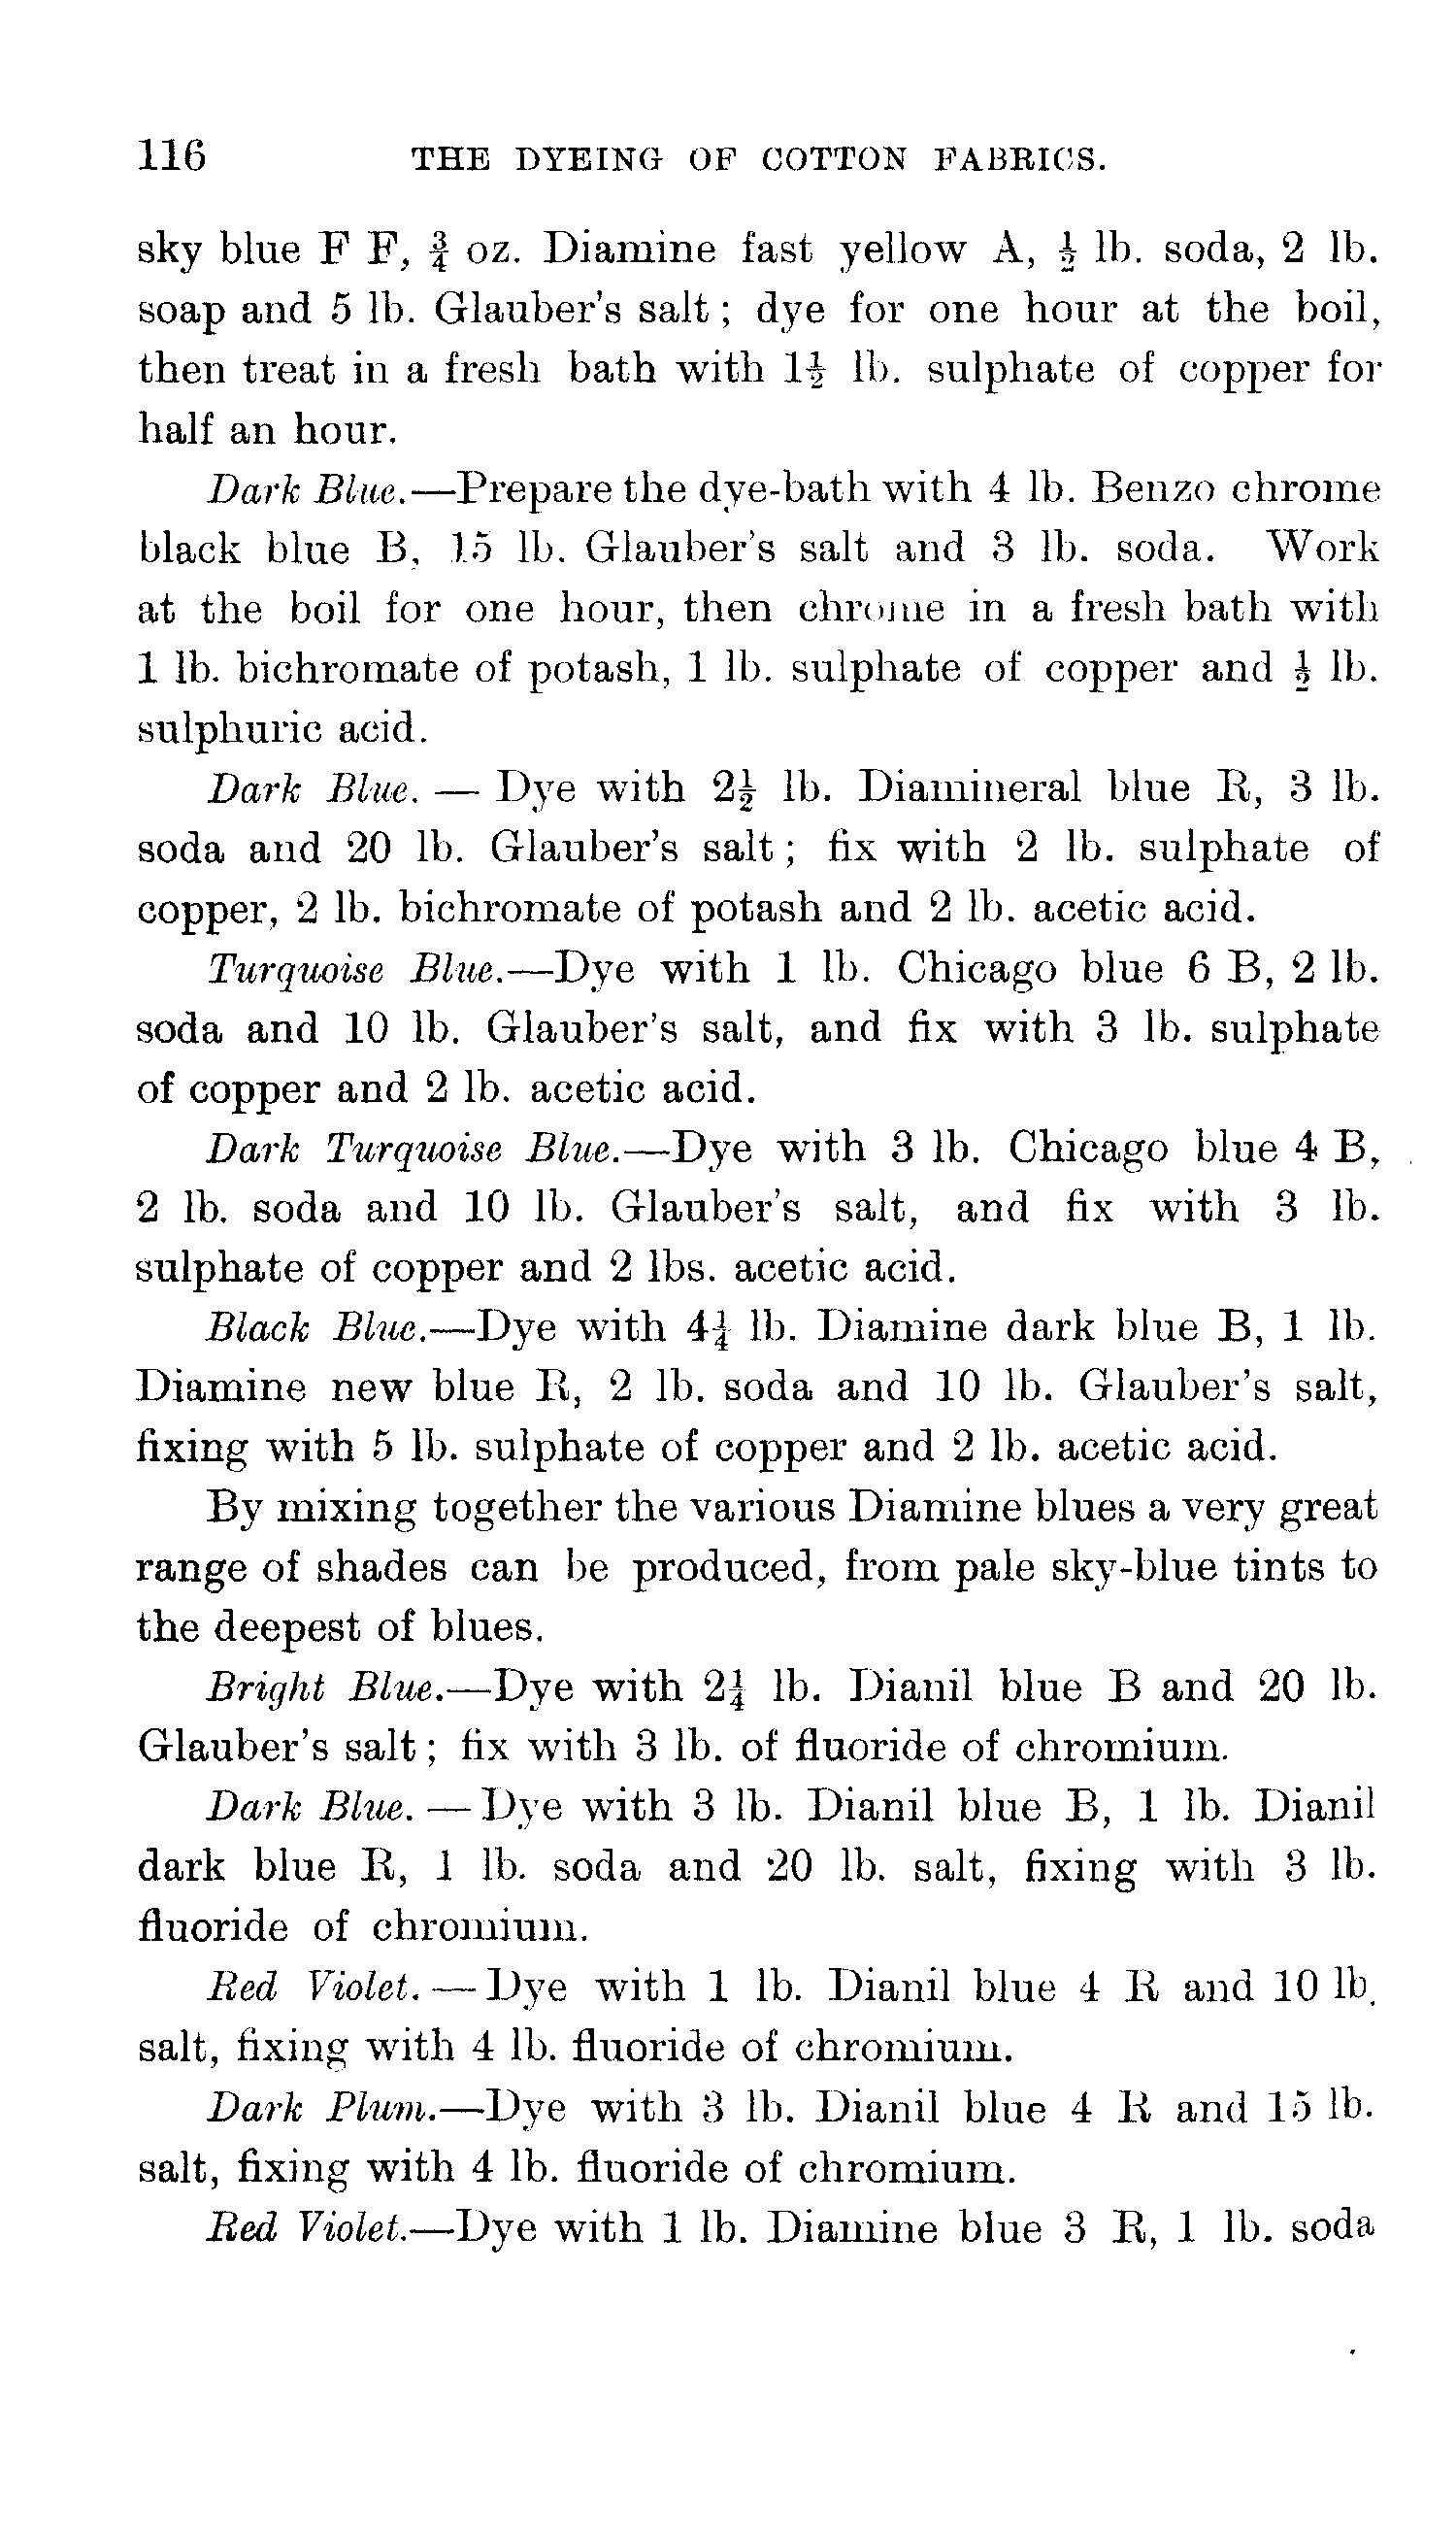 116 THE DYEING OF COTTON FABRICS.
sky blue F F, ¾ oz. Diamine fast yellow A, ½ lb. soda, 2 lb.
soap and 5 lb. Glauber's salt; dye for one hour at the boil,
then treat in a fresh bath with 1½ lb. sulphate of copper for
half an hour.
Dark Blue.—Prepare the dye-bath with 4 lb. Benzo chrome
black blue B, 15 lb. Glauber's salt and 3 lb. soda. Work
at the boil for one hour, then chrome in a fresh bath with
1 lb. bichromate of potash, 1 lb. sulphate of copper and ½ lb.
sulphuric acid.
Dark Blue. — Dye with 2½ lb. Diamineral blue R, 3 lb.
soda and 20 lb. Glauber's salt; fix with 2 lb. sulphate of
copper, 2 lb. bichromate of potash and 2 lb. acetic acid.
Turquoise Blue.—Dye with 1 lb. Chicago blue 6 B, 2 lb.
soda and 10 lb. Glauber's salt, and fix with 3 lb. sulphate
of copper and 2 lb. acetic acid.
Dark Turquoise Blue.—Dye with 3 lb. Chicago blue 4 B,
2 lb. soda and 10 lb. Glauber's salt, and fix with 3 lb.
sulphate of copper and 2 lbs. acetic acid.
Black Blue.—Dye with 4¼ lb. Diamine dark blue B, 1 lb.
Diamine new blue R, 2 lb. soda and 10 lb. Glauber's salt,
fixing with 5 lb. sulphate of copper and 2 lb. acetic acid.
By mixing together the various Diamine blues a very great
range of shades can be produced, from pale sky-blue tints to
the deepest of blues.
Bright Blue.—Dye with 2¼ lb. Dianil blue B and 20 lb.
Glauber's salt; fix with 3 lb. of fluoride of chromium.
Dark Blue. — Dye with 3 lb. Dianil blue B, 1 lb. Dianil
dark blue R, 1 lb. soda and 20 lb. salt, fixing with 3 lb.
fluoride of chromium.
Red Violet. — Dye with 1 lb. Dianil blue 4 R and 10 lb.
salt, fixing with 4 lb. fluoride of chromium.
Dark Plum.—Dye with 3 lb. Dianil blue 4 R and 15 lb.
salt, fixing with 4 lb. fluoride of chromium.
Red Violet.—Dye with 1 lb. Diamine blue 3 R, 1 lb. soda